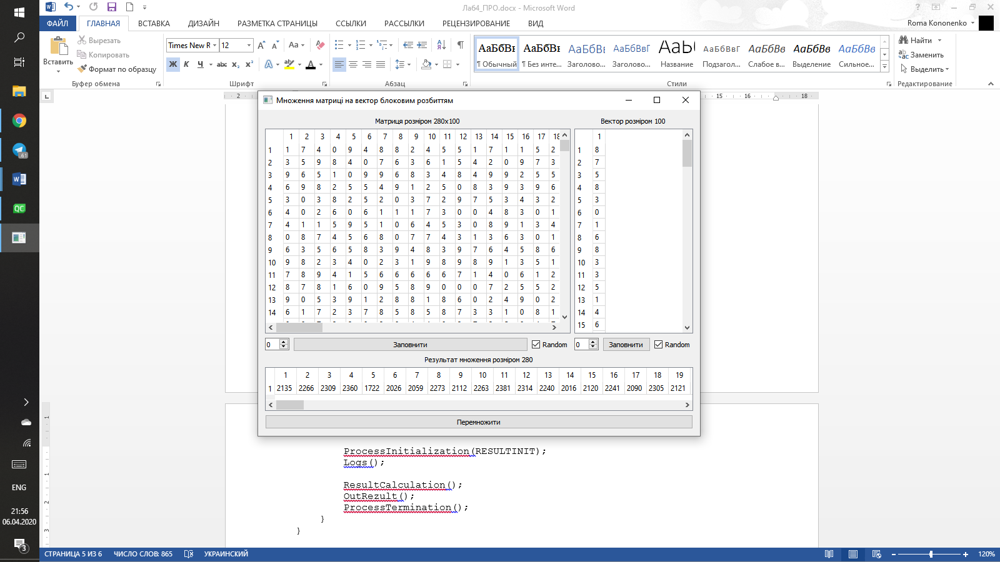 Ла64_ПРО.docx - Microsoft Word
ФАЙЛ ГЛАВНАЯ ВСТАВКА ДИЗАЙН РАЗМЕТКА СТРАНИЦЫ ССЫЛКИ РАССЫЛКИ РЕЦЕНЗИРОВАНИЕ ВИД Roma Kononenko
Вставить
Вырезать
Копировать
Формат по образцу
Буфер обмена
Times New R 12
Шрифт
Абзац
АаБбВı АаБбВı АаБбВı АаБбВвГ АаЬ АаБбВвГ АаБбВв АаБбВв АаБбВв
¶ Обычный ¶ Без инте... Заголово... Заголово... Название Подзагол... Слабое в... Выделение Сильное...
Стили
Найти
Заменить
Выделить
Редактирование
2 15 16 18
Множення матриці на вектор блоковим розбиттям
Матриця розміром 280x100 Вектор розміром 100
1 2 3 4 5 6 7 8 9 10 11 12 13 14 15 16 17 18
1 1 7 4 0 9 4 8 8 2 4 5 5 1 7 1 1 5 2
2 3 5 9 8 4 0 7 6 3 6 1 5 4 2 0 9 7 3
3 9 6 5 1 0 9 9 6 8 3 4 8 4 9 9 2 5 5
4 6 9 8 2 5 5 4 9 1 2 5 0 8 3 9 3 9 6
5 3 0 3 8 2 5 2 0 3 7 2 9 7 5 3 4 3 2
6 4 0 2 6 0 6 1 1 1 7 3 0 0 4 8 3 0 1
7 4 1 1 5 9 5 1 0 6 4 5 3 0 8 9 1 3 4
8 0 8 7 4 5 6 8 0 7 7 4 3 1 3 6 3 0 1
9 6 3 5 6 5 8 3 9 4 8 3 9 7 6 4 5 8 6
10 9 8 2 3 4 0 2 3 1 9 8 9 8 9 1 3 5 1
11 7 8 9 4 1 5 6 6 6 6 6 7 1 4 0 6 1 2
12 8 7 8 1 6 0 9 5 8 9 0 0 0 7 2 5 5 2
13 9 0 5 3 9 1 2 8 8 1 8 6 0 2 4 9 0 2
14 6 1 7 2 3 7 8 5 8 5 8 7 3 3 1 0 8 1
1
1 8
2 7
3 5
4 8
5 3
6 0
7 1
8 6
9 8
10 3
11 3
12 5
13 1
14 4
15 6
0 Заповнити Random 0 Заповнити Random
Результат множення розміром 280
1 2 3 4 5 6 7 8 9 10 11 12 13 14 15 16 17 18 19
1 2135 2266 2309 2360 1722 2026 2059 2273 2112 2263 2381 2314 2240 2016 2120 2241 2090 2305 2121
Перемножити
ProcessInitialization(RESULTINIT);
Logs();
ResultCalculation();
OutRezult();
ProcessTermination();
}
}
61
ENG
21:56
06.04.2020
3
СТРАНИЦА 5 ИЗ 6 ЧИСЛО СЛОВ: 865 УКРАИНСКИЙ 120%